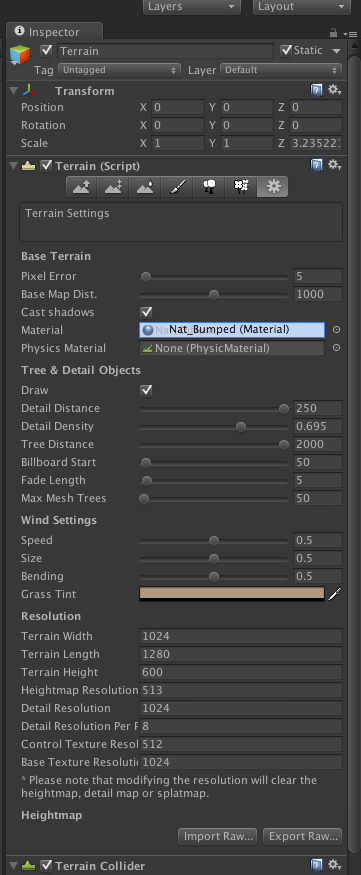 Layers Layout
Inspector
Terrain Static
Tag Untagged Layer Default
Transform
Position X 0 Y 0 Z 0
Rotation X 0 Y 0 Z 0
Scale X 1 Y 1 Z 3.23522
Terrain (Script)
Terrain Settings
Base Terrain
Pixel Error 5
Base Map Dist. 1000
Cast shadows
Material Nat_Bumped (Material)
Physics Material None (PhysicMaterial)
Tree & Detail Objects
Draw
Detail Distance 250
Detail Density 0.695
Tree Distance 2000
Billboard Start 50
Fade Length 5
Max Mesh Trees 50
Wind Settings
Speed 0.5
Size 0.5
Bending 0.5
Grass Tint
Resolution
Terrain Width 1024
Terrain Length 1280
Terrain Height 600
Heightmap Resolution 513
Detail Resolution 1024
Detail Resolution Per P 8
Control Texture Resol 512
Base Texture Resoluti 1024
* Please note that modifying the resolution will clear the
heightmap, detail map or splatmap.
Heightmap
Import Raw... Export Raw...
Terrain Collider